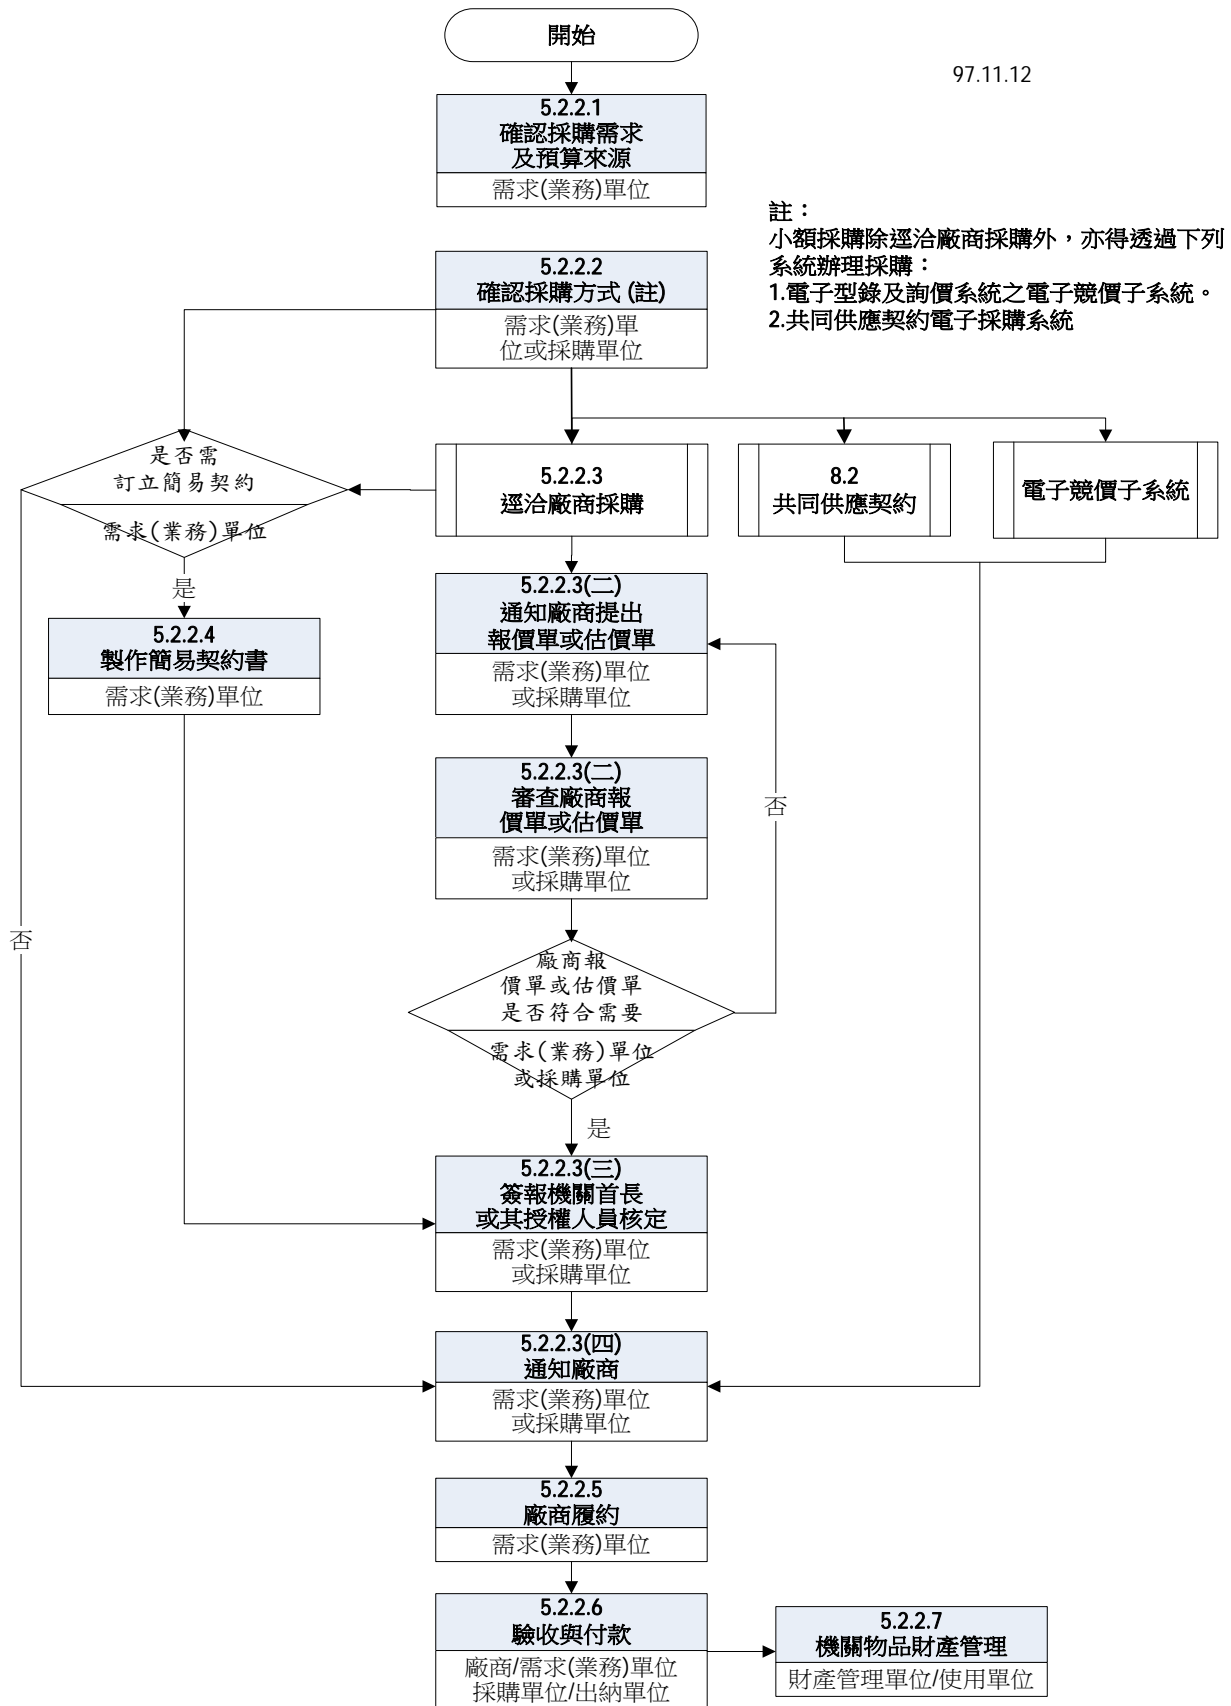 開始
97.11.12
5.2.2.1
確認採購需求
及預算來源
需求(業務)單位
註：
小額採購除逕洽廠商採購外，亦得透過下列
系統辦理採購：
1.電子型錄及詢價系統之電子競價子系統。
2.共同供應契約電子採購系統
5.2.2.2
確認採購方式 (註)
需求(業務)單
位或採購單位
是否需
訂立簡易契約
需求(業務)單位
5.2.2.3
逕洽廠商採購
8.2
共同供應契約
電子競價子系統
是
5.2.2.4
製作簡易契約書
需求(業務)單位
5.2.2.3(二)
通知廠商提出
報價單或估價單
需求(業務)單位
或採購單位
5.2.2.3(二)
審查廠商報
價單或估價單
需求(業務)單位
或採購單位
否
否
廠商報
價單或估價單
是否符合需要
需求(業務)單位
或採購單位
是
5.2.2.3(三)
簽報機關首長
或其授權人員核定
需求(業務)單位
或採購單位
5.2.2.3(四)
通知廠商
需求(業務)單位
或採購單位
5.2.2.5
廠商履約
需求(業務)單位
5.2.2.6
驗收與付款
廠商/需求(業務)單位
採購單位/出納單位
5.2.2.7
機關物品財產管理
財產管理單位/使用單位